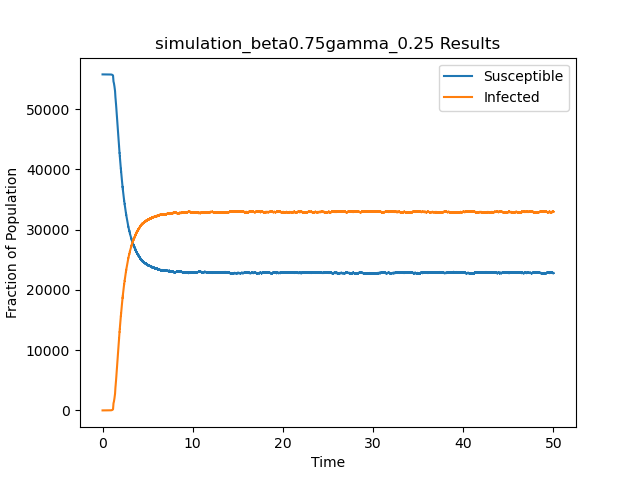 simulation_beta0.75gamma_0.25 Results
Susceptible
Infected
Fraction of Population
50000
40000
30000
20000
10000
0
0 10 20 30 40 50
Time